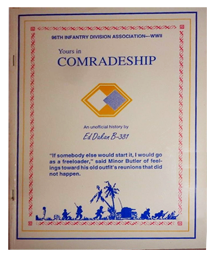 96TH INFANTRY DIVISION ASSOCIATION—WWII
Yours in
COMRADESHIP
An unofficial history by
Ed Dakan B-381
"If somebody else would start it, I would go
as a freeloader," said Minor Butler of feel-
ings toward his old outfit's reunions that did
not happen.